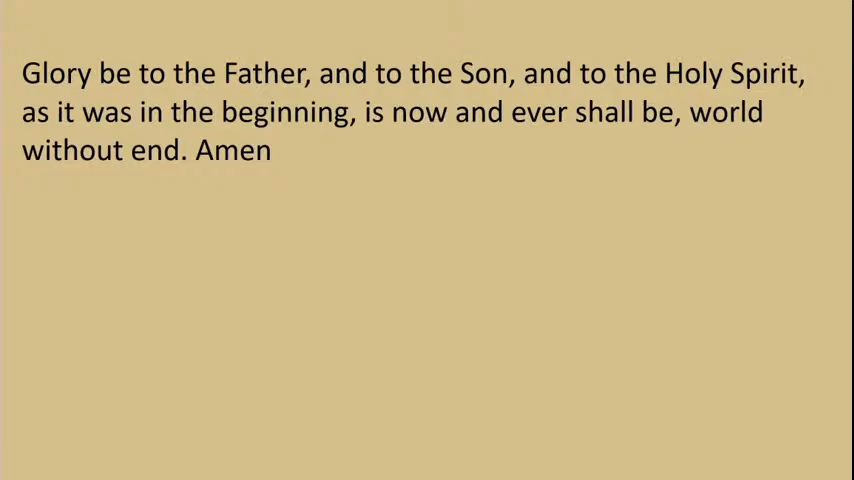 Glory be to the Father, and to the Son, and to the Holy Spirit,
as it was in the beginning, is now and ever shall be, world
without end. Amen